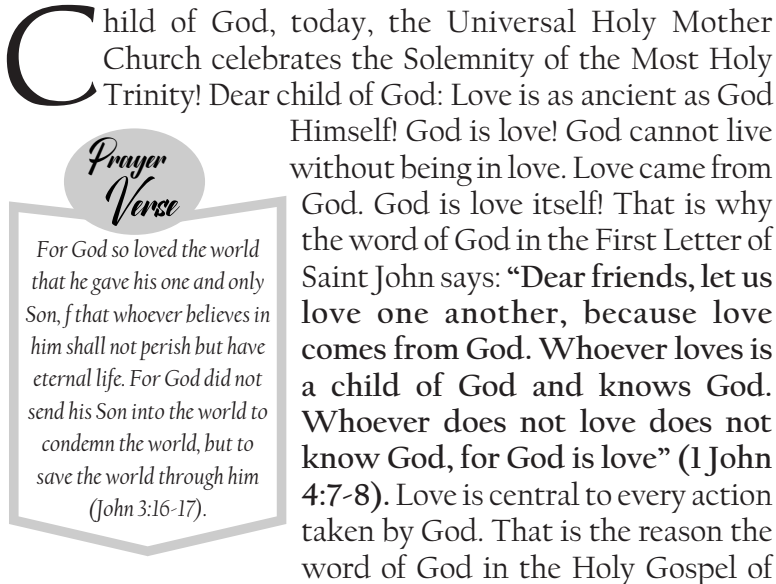 Child of God, today, the Universal Holy Mother
Church celebrates the Solemnity of the Most Holy
Trinity! Dear child of God: Love is as ancient as God
Himself! God is love! God cannot live
without being in love. Love came from
God. God is love itself! That is why
the word of God in the First Letter of
Saint John says: “Dear friends, let us
love one another, because love
comes from God. Whoever loves is
a child of God and knows God.
Whoever does not love does not
know God, for God is love” (1 John
4:7-8). Love is central to every action
taken by God. That is the reason the
word of God in the Holy Gospel of
Prayer
Verse
For God so loved the world
that he gave his one and only
Son, f that whoever believes in
him shall not perish but have
eternal life. For God did not
send his Son into the world to
condemn the world, but to
save the world through him
(John 3:16-17).